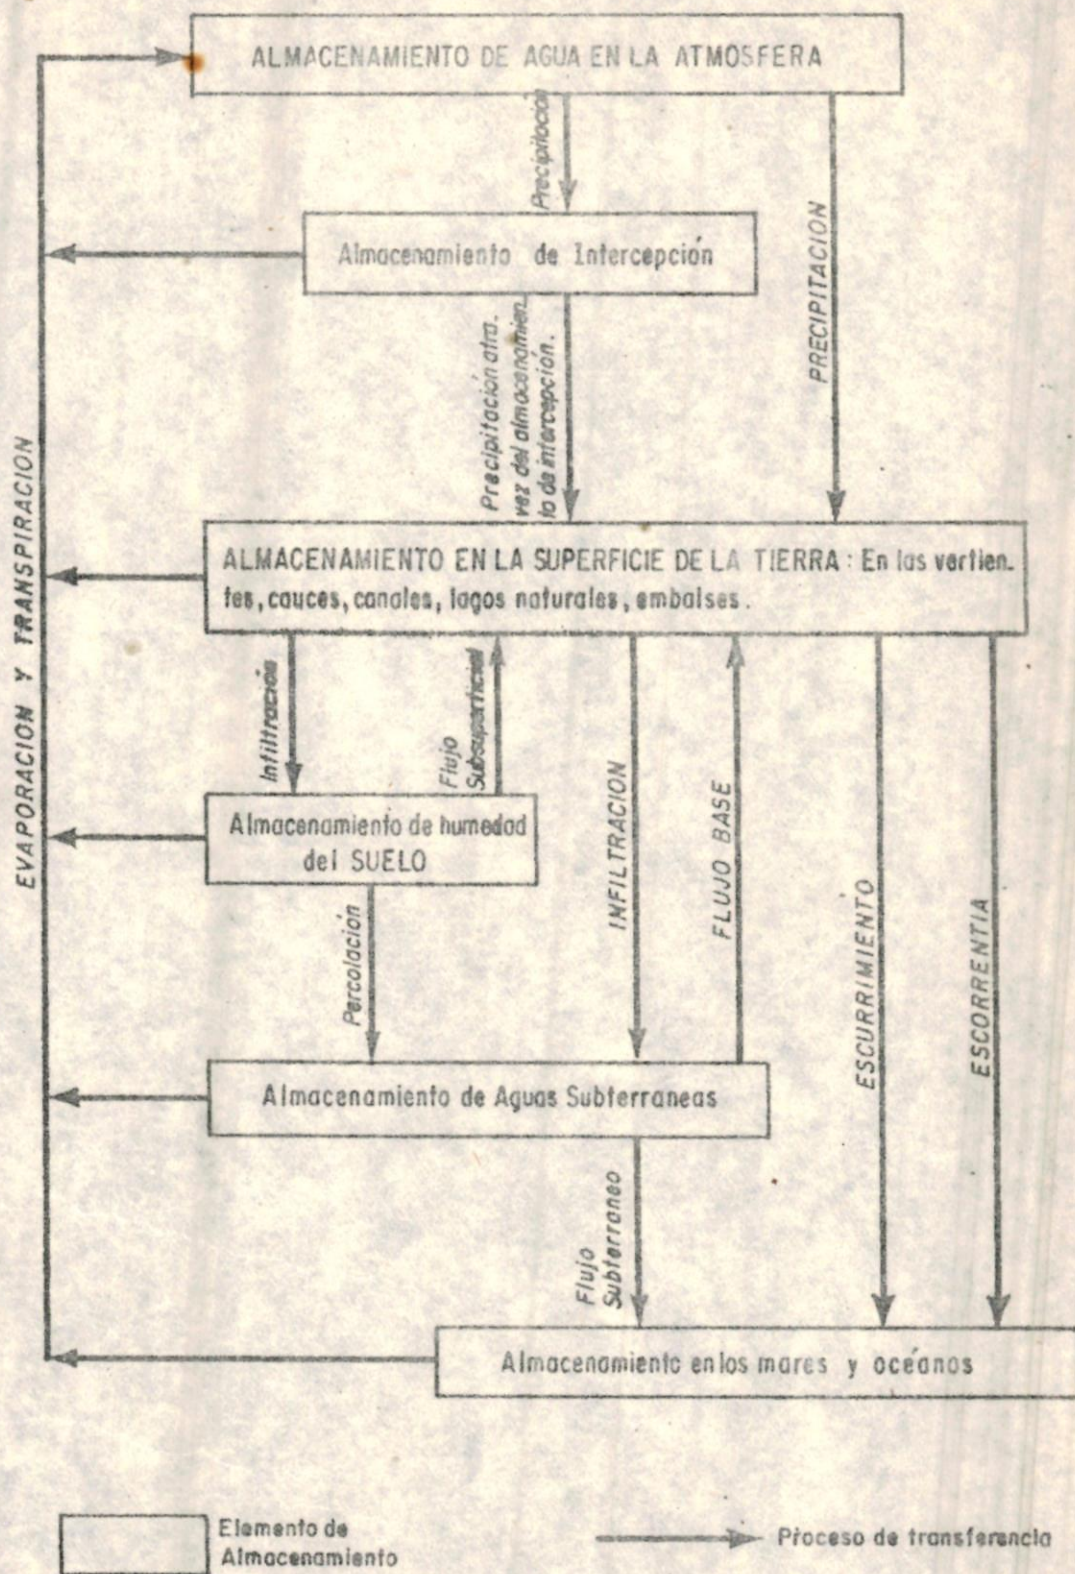 ALMACENAMIENTO DE AGUA EN LA ATMOSFERA
Precipitacion
PRECIPITACION
Almacenamiento de Intercepción
Precipitación atra.
vez del almacenamien_
to de intercepción.
EVAPORACION Y TRANSPIRACION
ALMACENAMIENTO EN LA SUPERFICIE DE LA TIERRA: En las vertien_
tes, cauces, canales, lagos naturales, embalses.
Infiltración
Flujo
Subsuperficial
INFILTRACION
FLUJO BASE
ESCURRIMIENTO
ESCORRENTIA
Almacenamiento de humedad
del SUELO
Percolación
Almacenamiento de Aguas Subterraneas
Flujo
Subterraneo
Almacenamiento en los mares y océanos
Elemento de
Almacenamiento
Proceso de transferencia